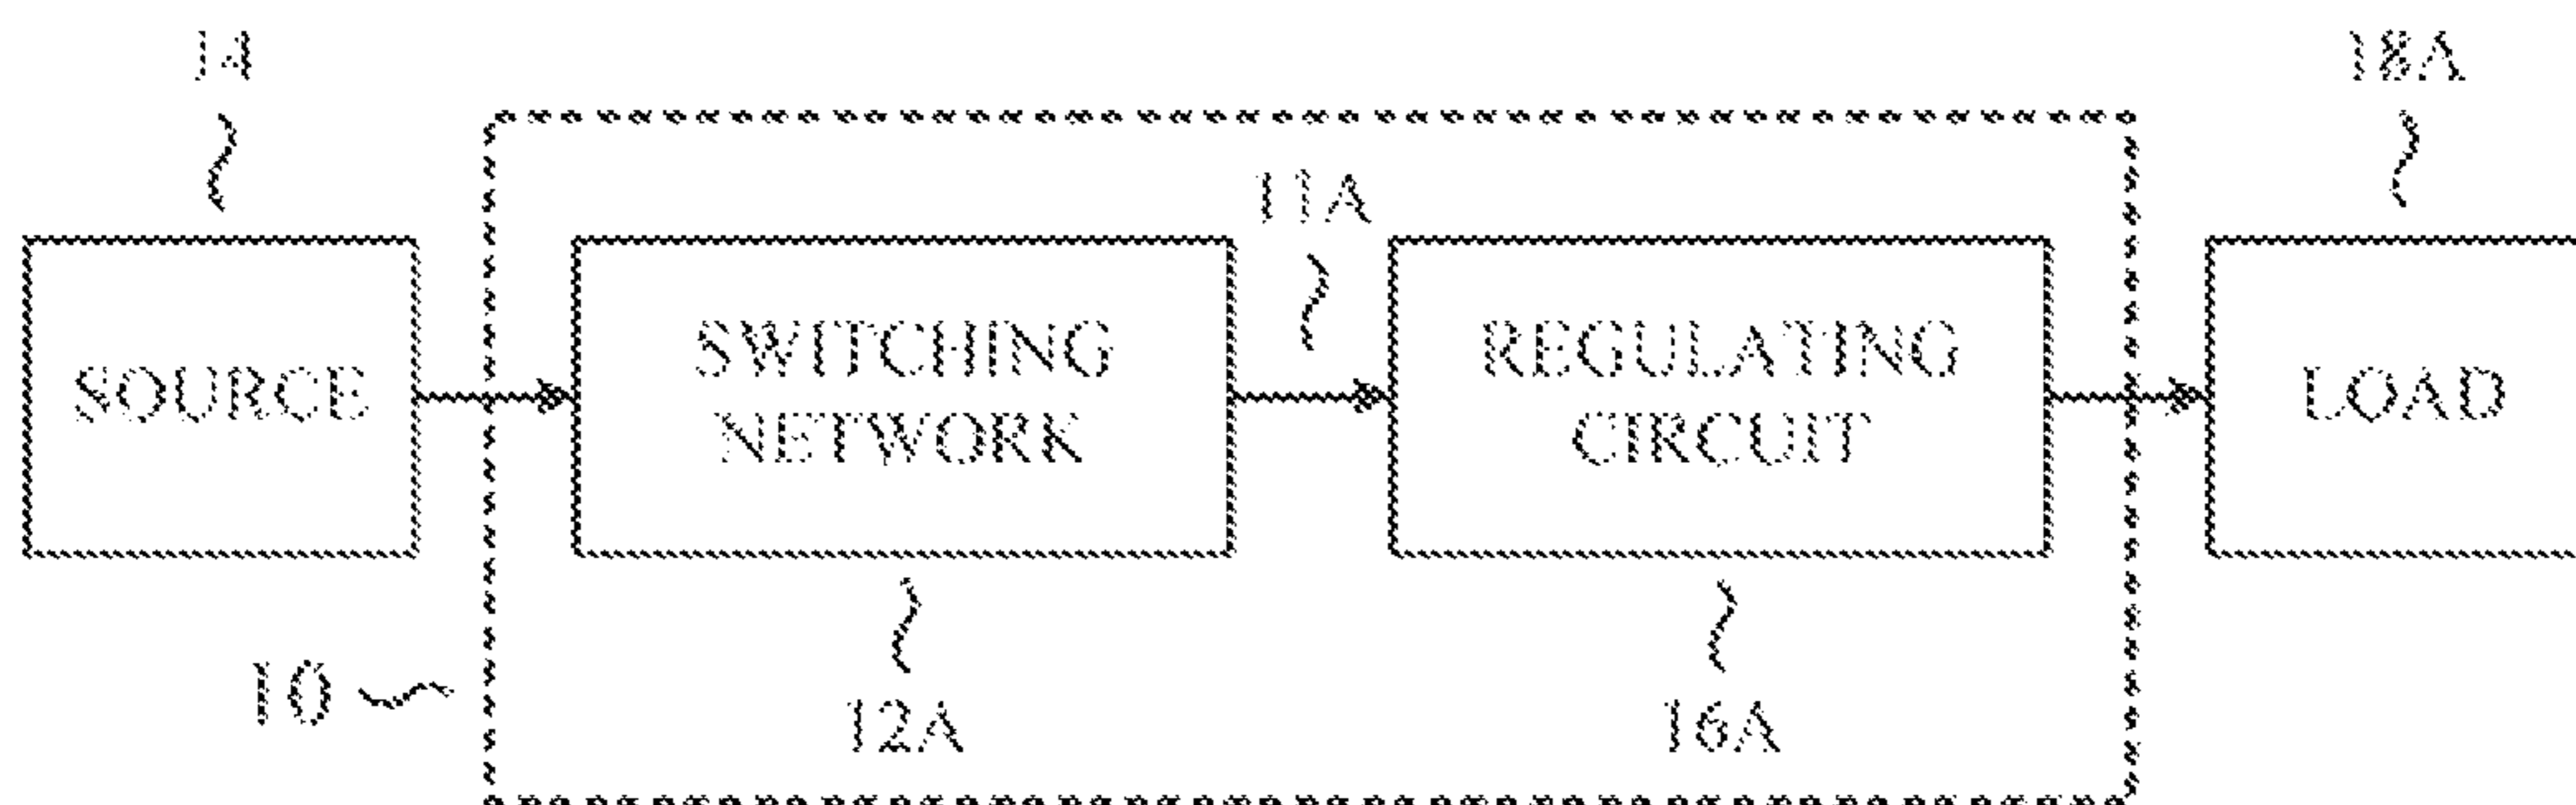 14
18A
11A
SOURCE
SWITCHING
NETWORK
REGULATING
CIRCUIT
LOAD
10
12A
16A